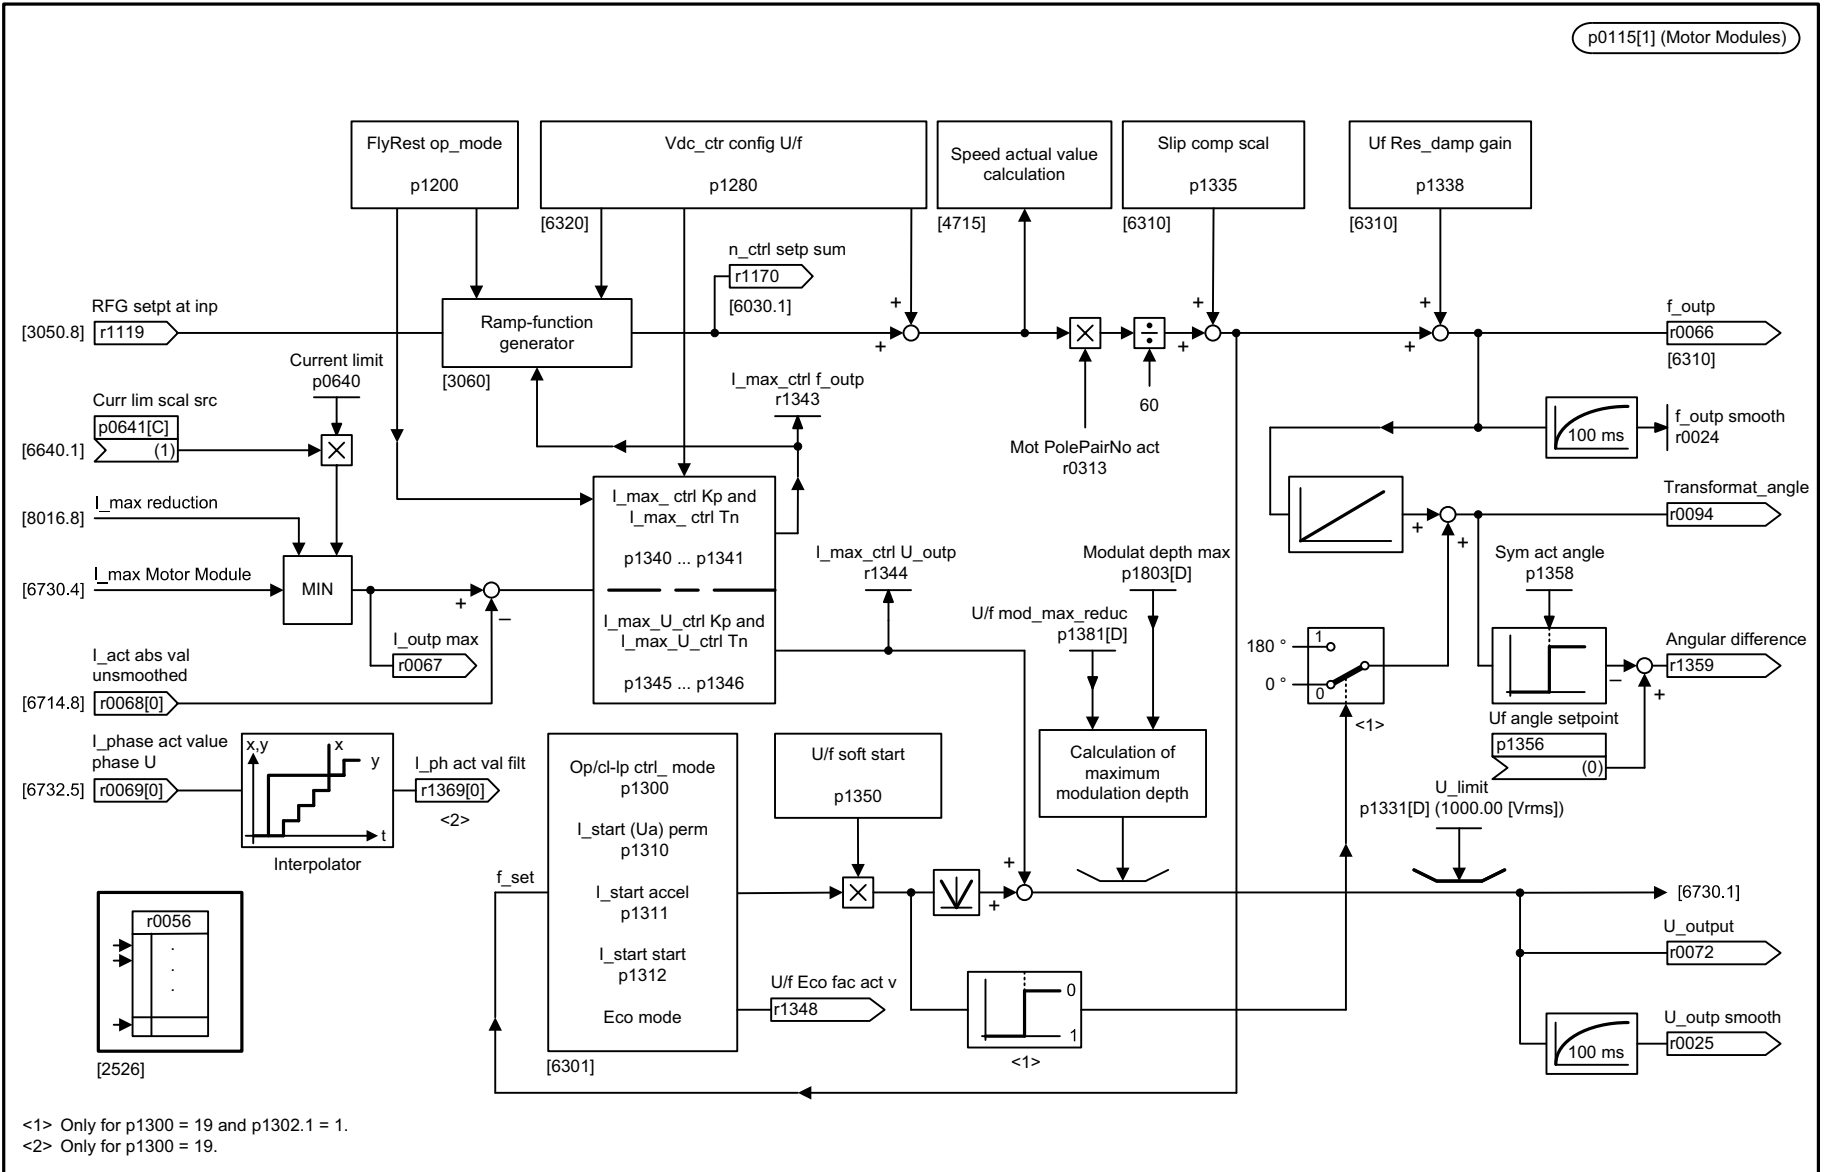 p0115[1] (Motor Modules)
FlyRest op_mode
p1200
Vdc_ctr config U/f
p1280
[6320]
Speed actual value
calculation
[4715]
Slip comp scal
p1335
[6310]
Uf Res_damp gain
p1338
[6310]
n_ctrl setp sum
r1170
[6030.1]
RFG setpt at inp
[3050.8]
r1119
Ramp-function
generator
[3060]
+
+
×
÷
+
+
+
+
f_outp
r0066
[6310]
60
Mot PolePairNo act
r0313
Current limit
p0640
Curr lim scal src
p0641[C]
[6640.1]
(1)
×
I_max_ctrl f_outp
r1343
100 ms
f_outp smooth
r0024
I_max reduction
[8016.8]
I_max Motor Module
[6730.4]
MIN
+
–
I_outp max
r0067
I_act abs val
unsmoothed
[6714.8]
r0068[0]
I_max_ ctrl Kp and
I_max_ ctrl Tn
p1340 ... p1341
I_max_U_ctrl Kp and
I_max_U_ctrl Tn
p1345 ... p1346
I_max_ctrl U_outp
r1344
Modulat depth max
p1803[D]
U/f mod_max_reduc
p1381[D]
Calculation of
maximum
modulation depth
+
+
Transformat_angle
r0094
Sym act angle
p1358
180 °
1
0 °
0
<1>
Angular difference
r1359
–
+
Uf angle setpoint
p1356
(0)
I_phase act value
phase U
[6732.5]
r0069[0]
x,y
x
y
t
Interpolator
I_ph act val filt
r1369[0]
<2>
Op/cl-lp ctrl_ mode
p1300
I_start (Ua) perm
p1310
I_start accel
p1311
I_start start
p1312
Eco mode
[6301]
f_set
U/f soft start
p1350
×
+
+
U_limit
p1331[D] (1000.00 [Vrms])
[6730.1]
U_output
r0072
U/f Eco fac act v
r1348
0
1
<1>
100 ms
U_outp smooth
r0025
r0056
.
.
.
[2526]
<1> Only for p1300 = 19 and p1302.1 = 1.
<2> Only for p1300 = 19.